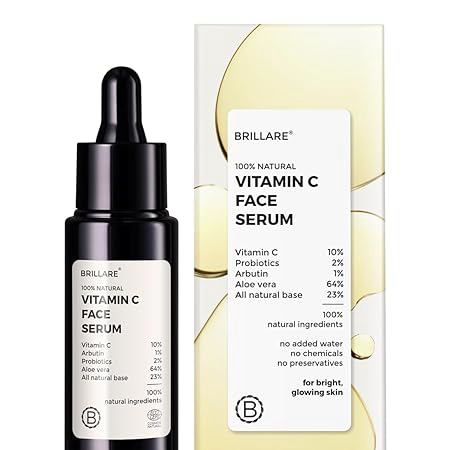 BRILLARE®
100% NATURAL
VITAMIN C
FACE
SERUM
Vitamin C 10%
Arbutin 1%
Probiotics 2%
Aloe vera 64%
All natural base 23%
100%
natural ingredients
B
COSMOS
NATURAL
BRILLARE®
100% NATURAL
VITAMIN C
FACE
SERUM
Vitamin C 10%
Probiotics 2%
Arbutin 1%
Aloe vera 64%
All natural base 23%
100%
natural ingredients
no added water
no chemicals
no preservatives
for bright,
glowing skin
B